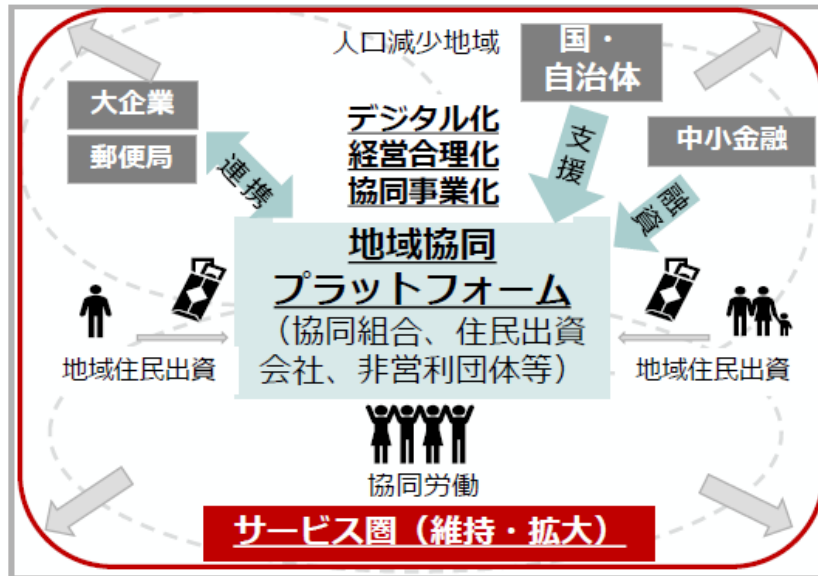 人口減少地域
国・
自治体
大企業
郵便局
中小金融
デジタル化
経営合理化
協同事業化
連携
支援
融資
地域協同
プラットフォーム
（協同組合、住民出資
会社、非営利団体等）
地域住民出資
地域住民出資
協同労働
サービス圏（維持・拡大）